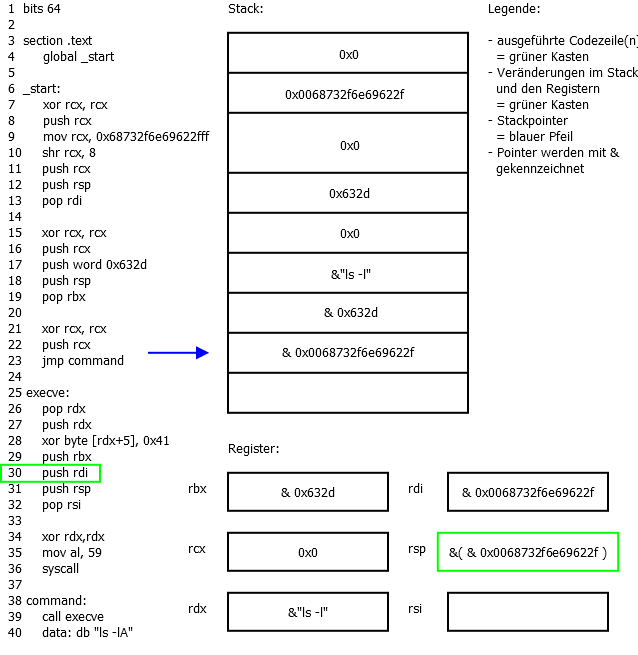 1 bits 64
2
3 section .text
4 global _start
5
6 _start:
7 xor rcx, rcx
8 push rcx
9 mov rcx, 0x68732f6e69622fff
10 shr rcx, 8
11 push rcx
12 push rsp
13 pop rdi
14
15 xor rcx, rcx
16 push rcx
17 push word 0x632d
18 push rsp
19 pop rbx
20
21 xor rcx, rcx
22 push rcx
23 jmp command
24
25 execve:
26 pop rdx
27 push rdx
28 xor byte [rdx+5], 0x41
29 push rbx
30 push rdi
31 push rsp
32 pop rsi
33
34 xor rdx,rdx
35 mov al, 59
36 syscall
37
38 command:
39 call execve
40 data: db "ls -lA"
Stack:
0x0
0x0068732f6e69622f
0x0
0x632d
0x0
&"ls -l"
& 0x632d
& 0x0068732f6e69622f
Register:
rbx
& 0x632d
rdi
& 0x0068732f6e69622f
rcx
0x0
rsp
&( & 0x0068732f6e69622f )
rdx
&"ls -l"
rsi
Legende:
- ausgeführte Codezeile(n)
= grüner Kasten
- Veränderungen im Stack
und den Registern
= grüner Kasten
- Stackpointer
= blauer Pfeil
- Pointer werden mit &
gekennzeichnet